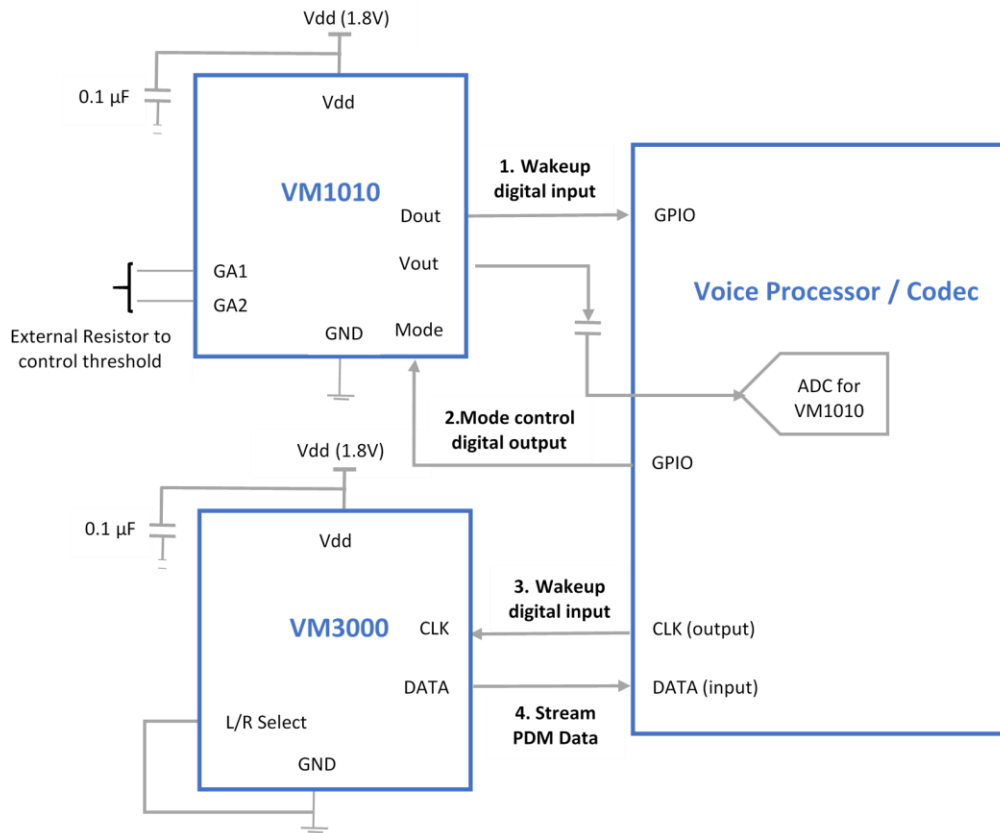 Vdd (1.8V)
0.1 µF
Vdd
VM1010
Dout
Vout
GA1
GA2
GND
Mode
External Resistor to
control threshold
1. Wakeup
digital input
GPIO
Voice Processor / Codec
ADC for
VM1010
2.Mode control
digital output
GPIO
Vdd (1.8V)
0.1 µF
Vdd
VM3000
CLK
DATA
L/R Select
GND
3. Wakeup
digital input
CLK (output)
DATA (input)
4. Stream
PDM Data